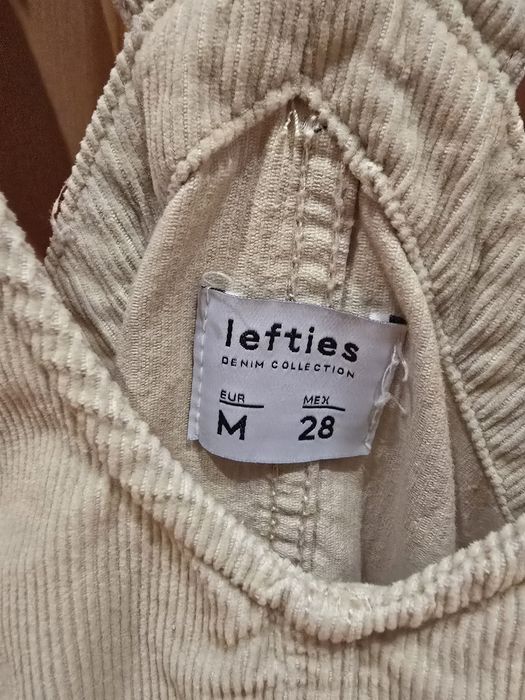 lefties
DENIM COLLECTION
EUR MEX
M 28